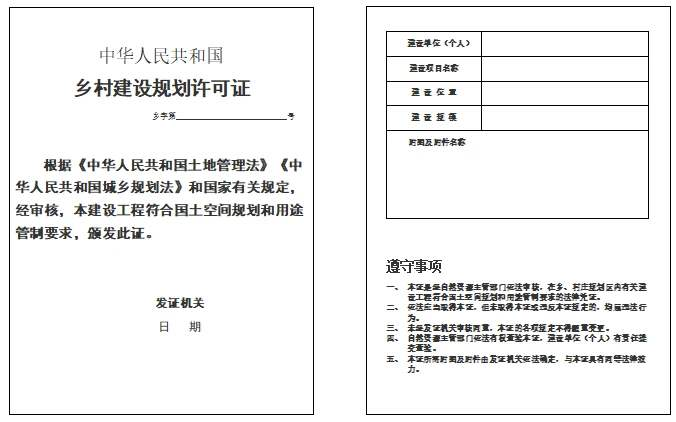 中华人民共和国
乡村建设规划许可证
乡字第 号
根据《中华人民共和国土地管理法》《中
华人民共和国城乡规划法》和国家有关规定,
经审核，本建设工程符合国土空间规划和用途
管制要求，颁发此证。
发证机关
日 期
建设单位（个人）
建设项目名称
建 设 位 置
建 设 规 模
附图及附件名称
遵守事项
一、 本证是经自然资源主管部门依法审核，在乡、村庄规划区内有关建
设工程符合国土空间规划和用途管制要求的法律凭证。
二、 依法应当取得本证，但未取得本证或违反本证规定的，均属违法行
为。
三、 未经发证机关审核同意，本证的各项规定不得随意变更。
四、 自然资源主管部门依法有权查验本证，建设单位（个人）有责任提
交查验。
五、 本证所需附图及附件由发证机关依法确定，与本证具有同等法律效
力。